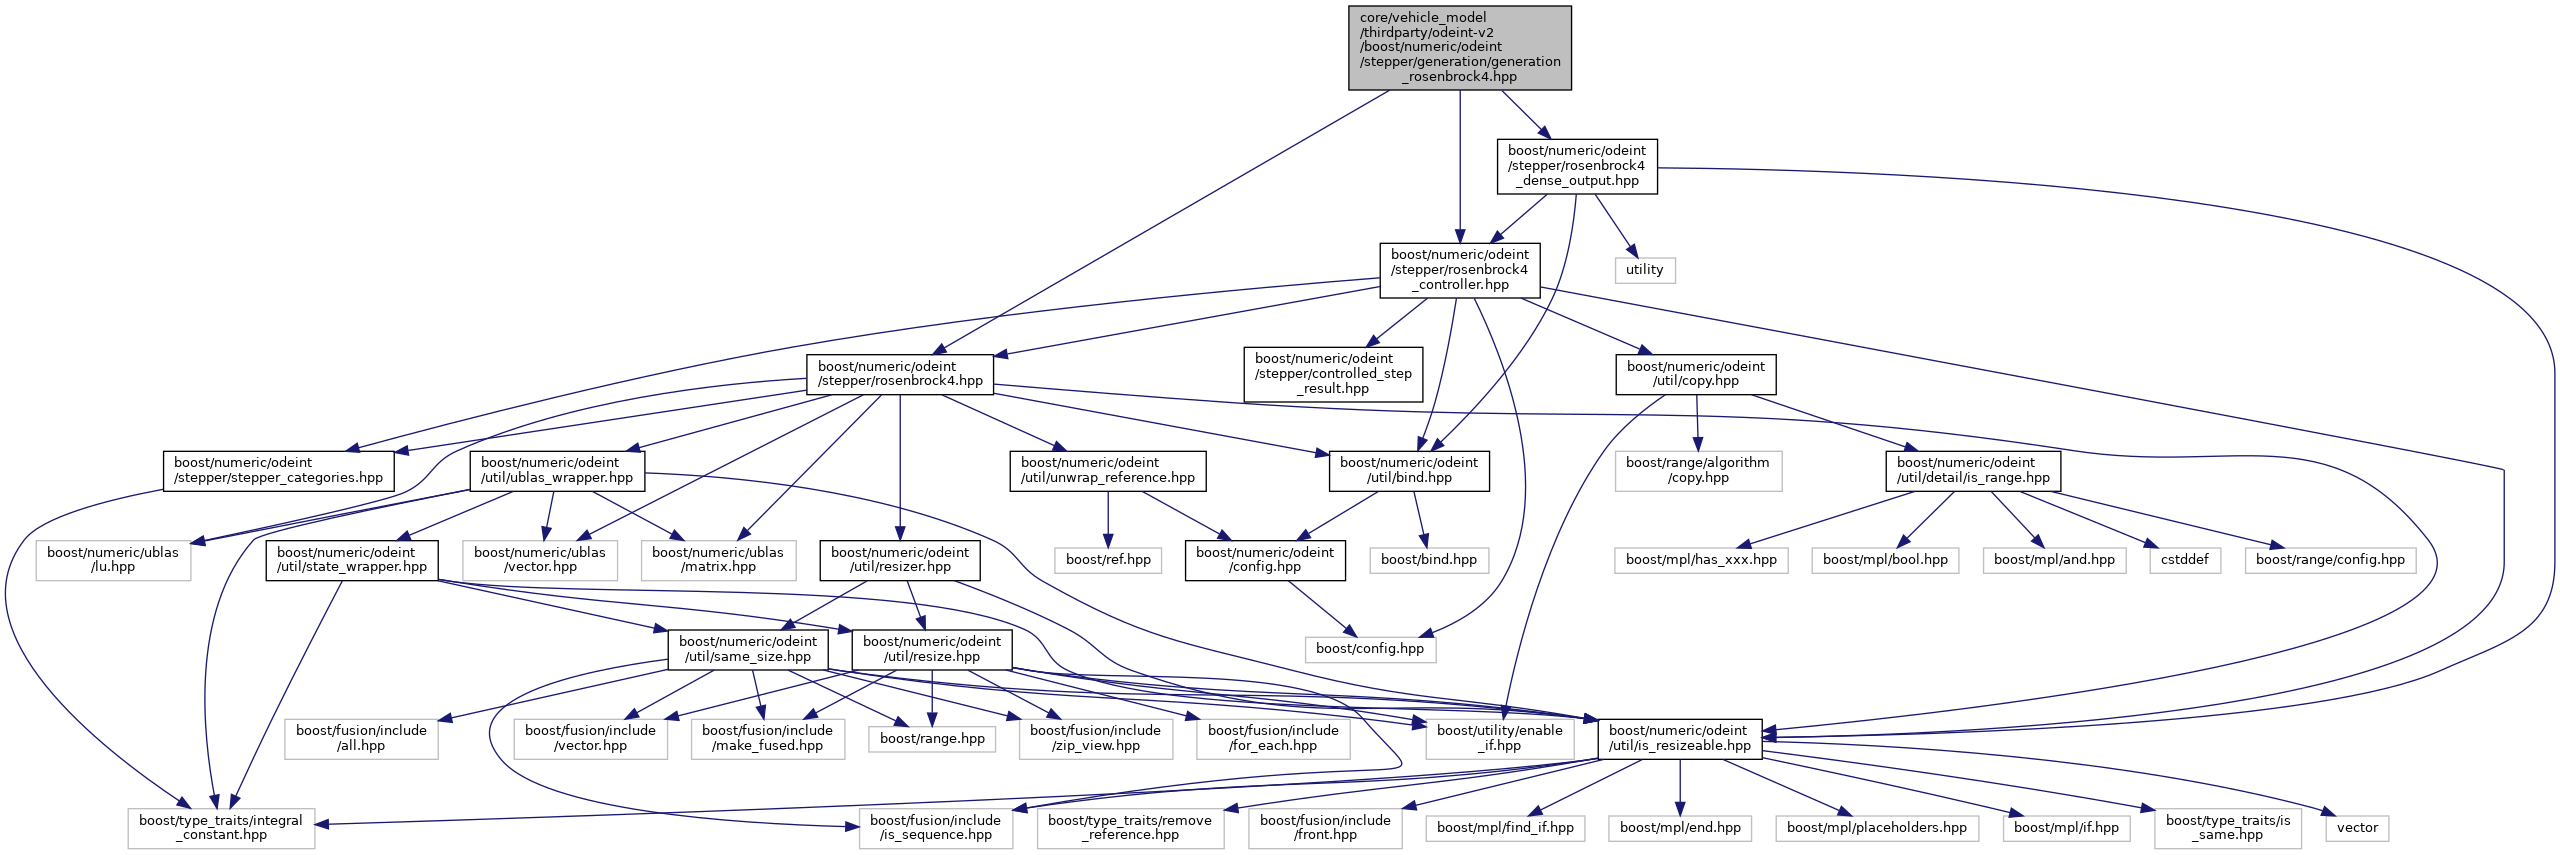 core/vehicle_model
/thirdparty/odeint-v2
/boost/numeric/odeint
/stepper/generation/generation
_rosenbrock4.hpp
boost/numeric/odeint
/stepper/rosenbrock4
_dense_output.hpp
boost/numeric/odeint
/stepper/rosenbrock4
_controller.hpp
utility
boost/numeric/odeint
/stepper/rosenbrock4.hpp
boost/numeric/odeint
/stepper/controlled_step
_result.hpp
boost/numeric/odeint
/util/copy.hpp
boost/numeric/odeint
/stepper/stepper_categories.hpp
boost/numeric/odeint
/util/ublas_wrapper.hpp
boost/numeric/odeint
/util/unwrap_reference.hpp
boost/numeric/odeint
/util/bind.hpp
boost/range/algorithm
/copy.hpp
boost/numeric/odeint
/util/detail/is_range.hpp
boost/numeric/ublas
/lu.hpp
boost/numeric/odeint
/util/state_wrapper.hpp
boost/numeric/ublas
/vector.hpp
boost/numeric/ublas
/matrix.hpp
boost/numeric/odeint
/util/resizer.hpp
boost/ref.hpp
boost/numeric/odeint
/config.hpp
boost/bind.hpp
boost/mpl/has_xxx.hpp
boost/mpl/bool.hpp
boost/mpl/and.hpp
cstddef
boost/range/config.hpp
boost/numeric/odeint
/util/same_size.hpp
boost/numeric/odeint
/util/resize.hpp
boost/config.hpp
boost/fusion/include
/all.hpp
boost/fusion/include
/vector.hpp
boost/fusion/include
/make_fused.hpp
boost/range.hpp
boost/fusion/include
/zip_view.hpp
boost/fusion/include
/for_each.hpp
boost/utility/enable
_if.hpp
boost/numeric/odeint
/util/is_resizeable.hpp
boost/type_traits/integral
_constant.hpp
boost/fusion/include
/is_sequence.hpp
boost/type_traits/remove
_reference.hpp
boost/fusion/include
/front.hpp
boost/mpl/find_if.hpp
boost/mpl/end.hpp
boost/mpl/placeholders.hpp
boost/mpl/if.hpp
boost/type_traits/is
_same.hpp
vector